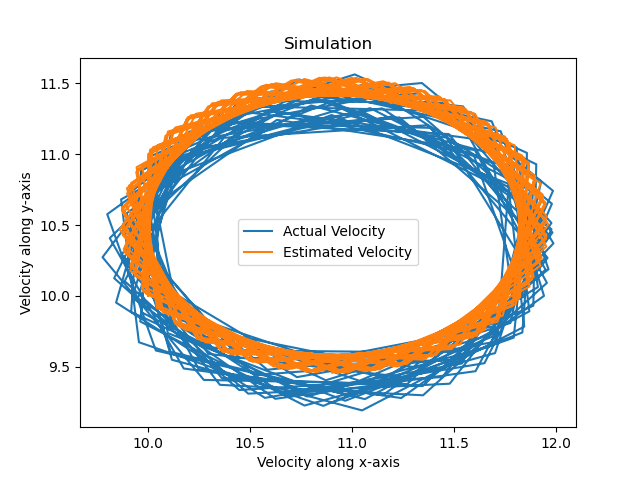 Simulation
11.5
11.0
10.5
10.0
9.5
Velocity along y-axis
Actual Velocity
Estimated Velocity
10.0 10.5 11.0 11.5 12.0
Velocity along x-axis